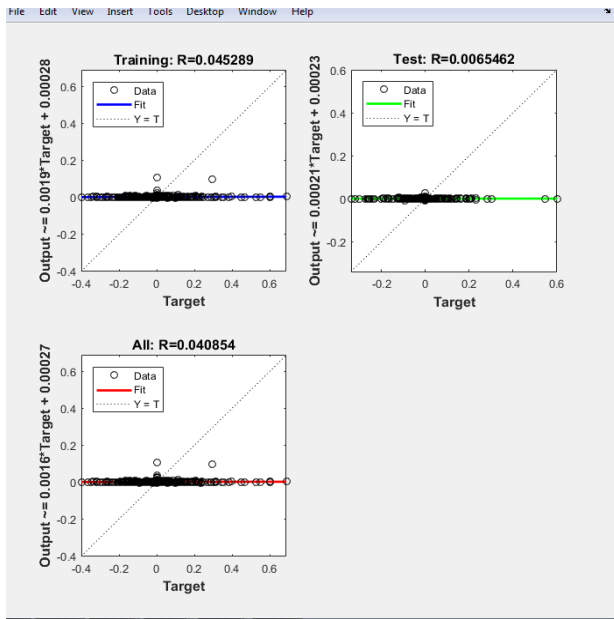 File Edit View Insert Tools Desktop Window Help
Training: R=0.045289
Output ~= 0.0019*Target + 0.00028
0.6
0.4
0.2
0
-0.2
-0.4
Data
Fit
Y = T
-0.4 -0.2 0 0.2 0.4 0.6
Target
Test: R=0.0065462
Output ~= 0.00021*Target + 0.00023
0.6
0.4
0.2
0
-0.2
Data
Fit
Y = T
-0.2 0 0.2 0.4 0.6
Target
All: R=0.040854
Output ~= 0.0016*Target + 0.00027
0.6
0.4
0.2
0
-0.2
-0.4
Data
Fit
Y = T
-0.4 -0.2 0 0.2 0.4 0.6
Target